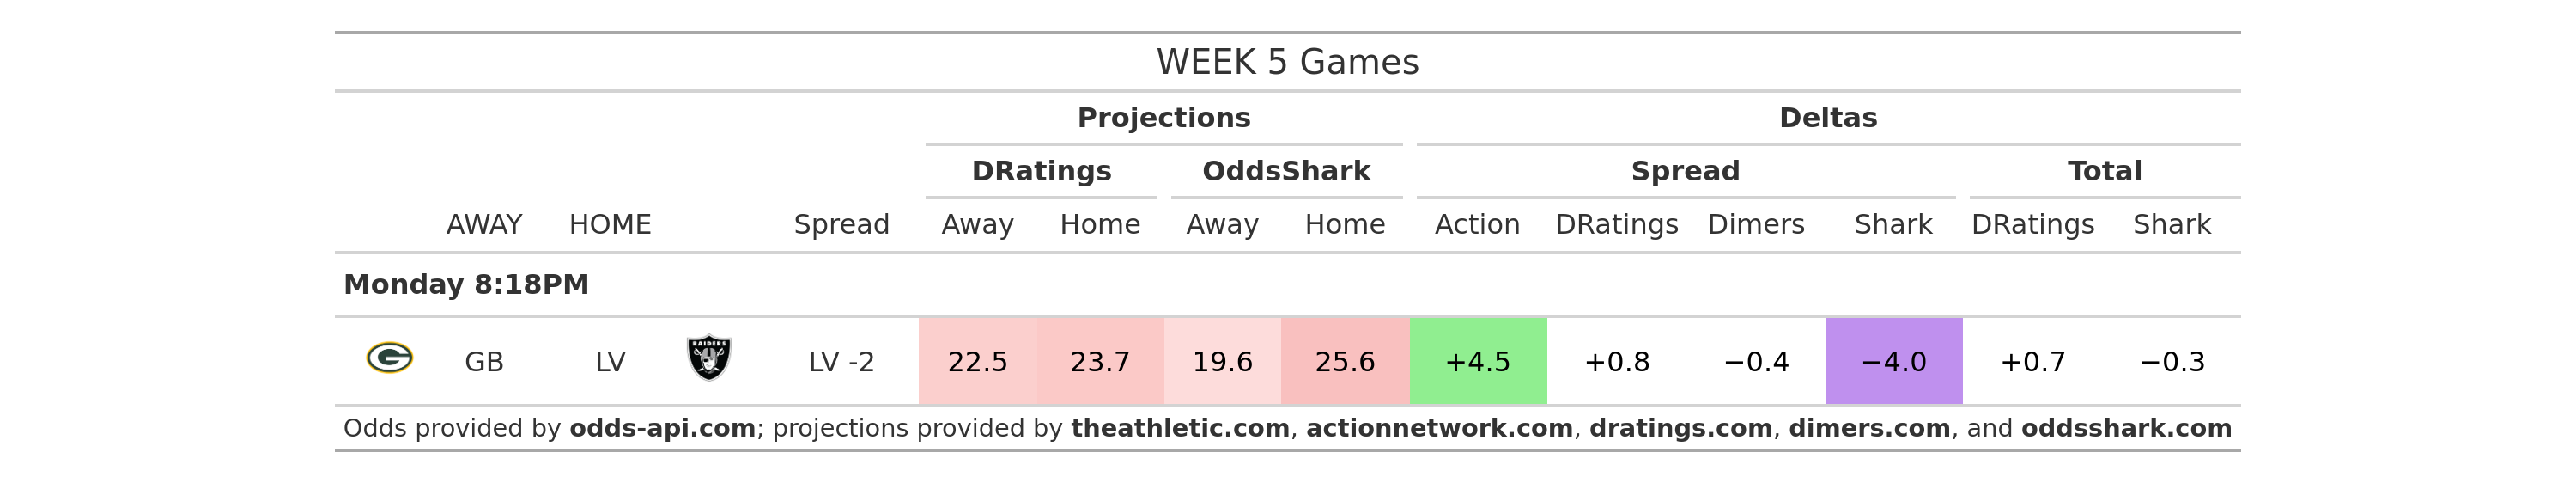 WEEK 5 Games
Projections Deltas
DRatings OddsShark Spread Total
AWAY HOME Spread Away Home Away Home Action DRatings Dimers Shark DRatings Shark
Monday 8:18PM
GB LV RAIDERS LV -2 22.5 23.7 19.6 25.6 +4.5 +0.8 −0.4 −4.0 +0.7 −0.3
Odds provided by odds-api.com; projections provided by theathletic.com, actionnetwork.com, dratings.com, dimers.com, and oddsshark.com